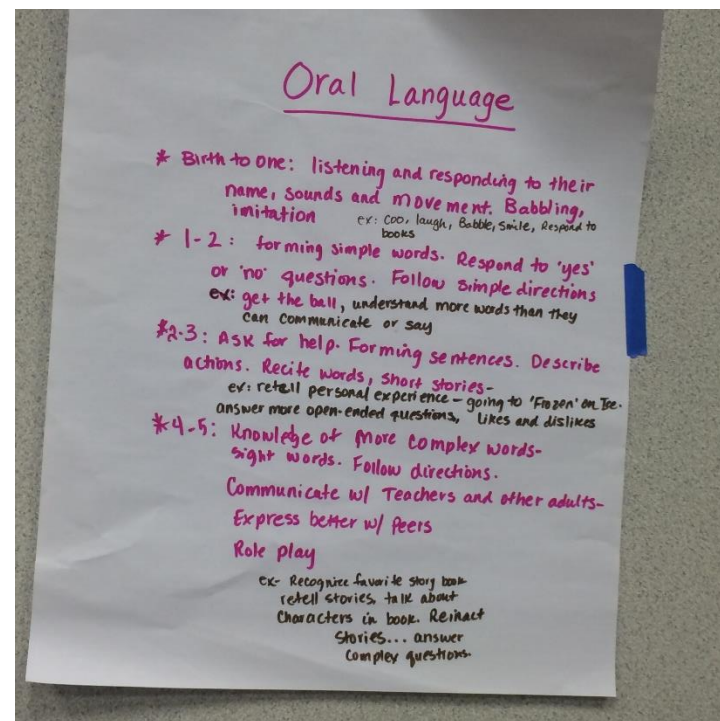 Oral Language
* Birth to one: listening and responding to their
name, sounds and movement. Babbling,
imitation
ex: coo, laugh, Babble, Smile, Respond to
books
* 1-2: forming simple words. Respond to 'yes'
or 'no' questions. Follow simple directions
ex: get the ball, understand more words than they
can communicate or say
*2-3: Ask for help. Forming sentences. Describe
actions. Recite words, short stories-
ex: retell personal experience - going to 'Frozen' on Ice.
answer more open-ended questions, Likes and dislikes
*4-5: Knowledge of more complex words-
sight words. Follow directions.
Communicate w/ Teachers and other adults-
Express better w/ Peers
Role play
ex- Recognize favorite story book
retell stories, talk about
Characters in book. Reinact
Stories... answer
Complex questions.